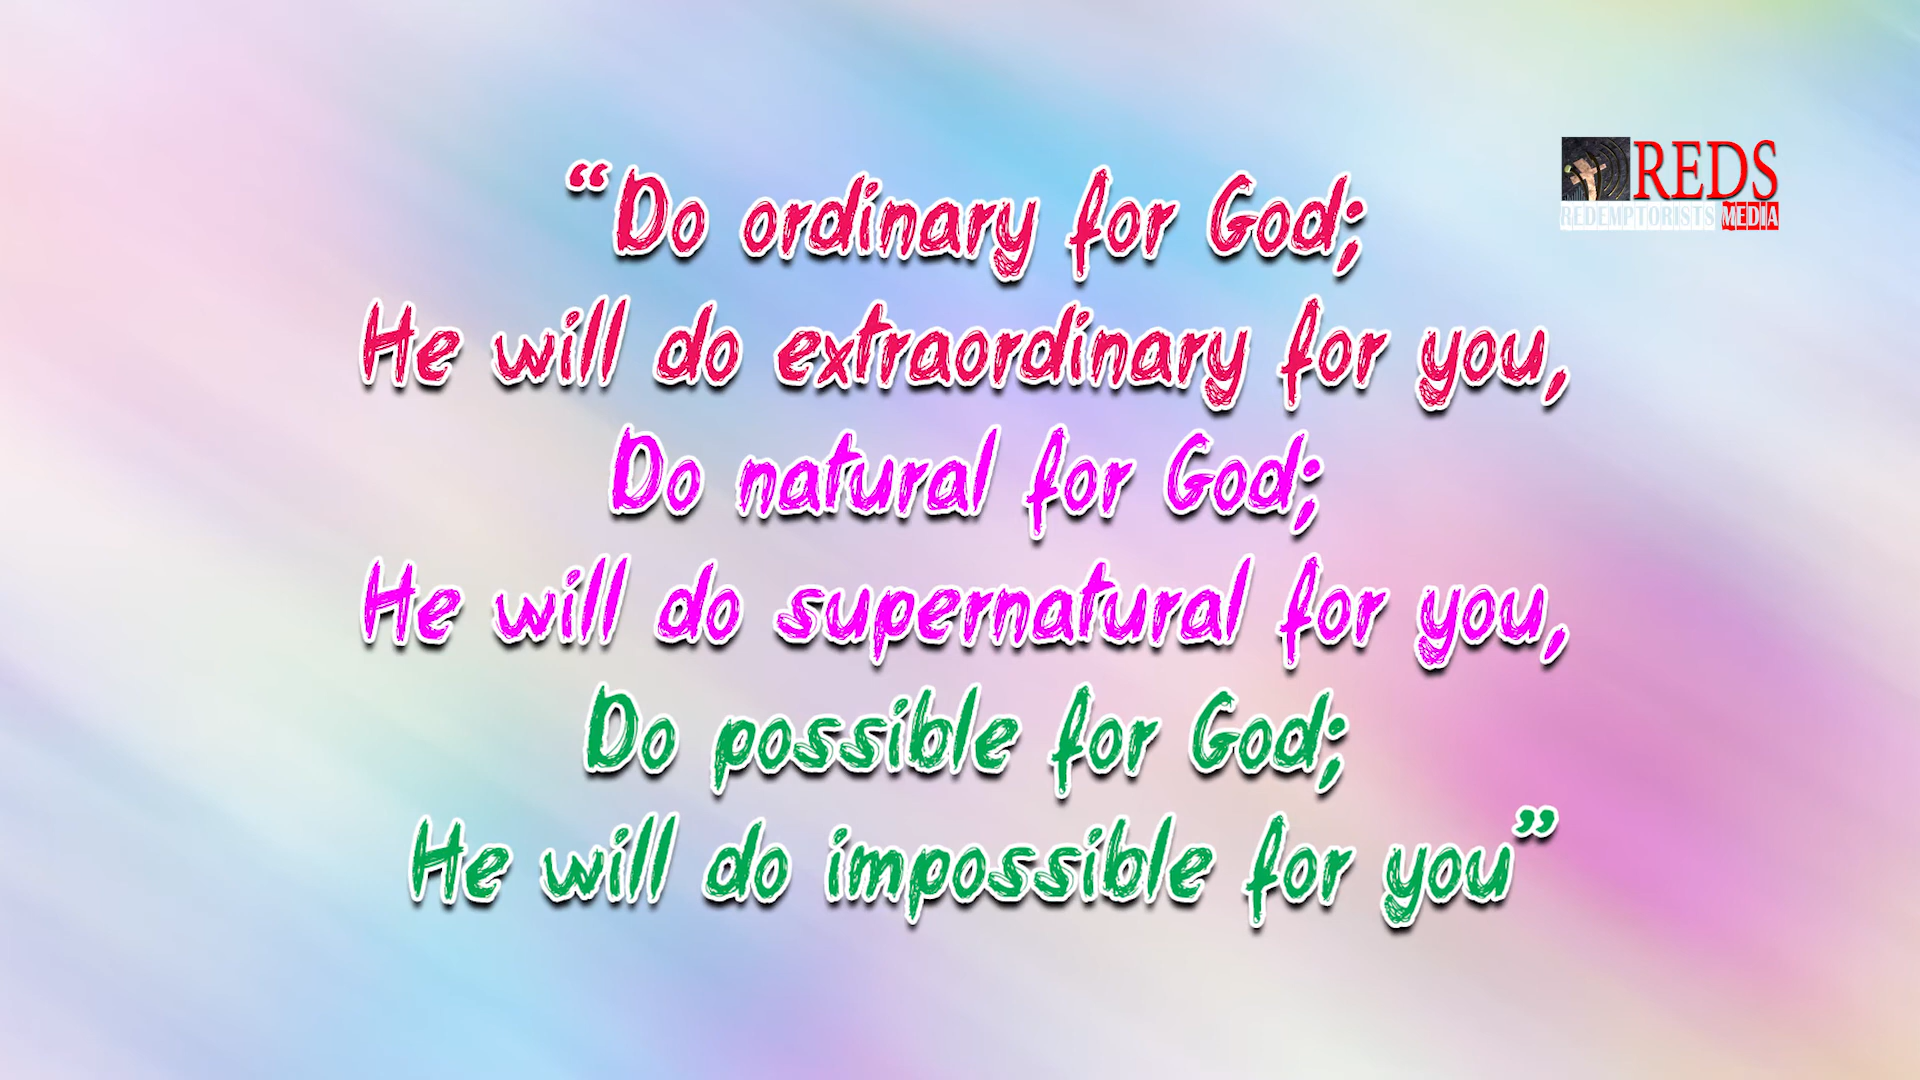 “Do ordinary for God;
He will do extraordinary for you,
Do natural for God;
He will do supernatural for you,
Do possible for God;
He will do impossible for you”
REDS
REDEMPTORISTS MEDIA